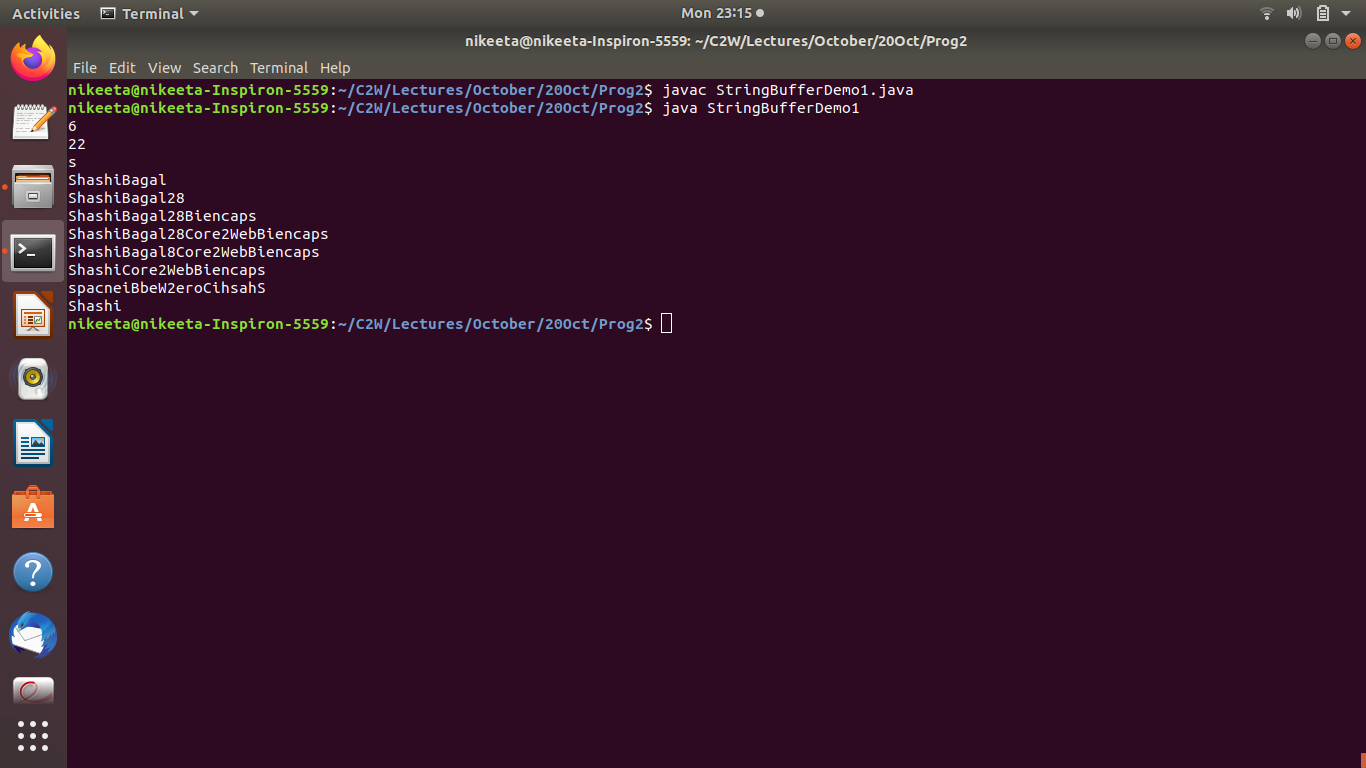 Activities Terminal Mon 23:15
nikeeta@nikeeta-Inspiron-5559: ~/C2W/Lectures/October/20Oct/Prog2
File Edit View Search Terminal Help
nikeeta@nikeeta-Inspiron-5559:~/C2W/Lectures/October/20Oct/Prog2$ javac StringBufferDemo1.java
nikeeta@nikeeta-Inspiron-5559:~/C2W/Lectures/October/20Oct/Prog2$ java StringBufferDemo1
6
22
s
ShashiBagal
ShashiBagal28
ShashiBagal28Biencaps
ShashiBagal28Core2WebBiencaps
ShashiBagal8Core2WebBiencaps
ShashiCore2WebBiencaps
spacneiBbeW2eroCihsahS
Shashi
nikeeta@nikeeta-Inspiron-5559:~/C2W/Lectures/October/20Oct/Prog2$